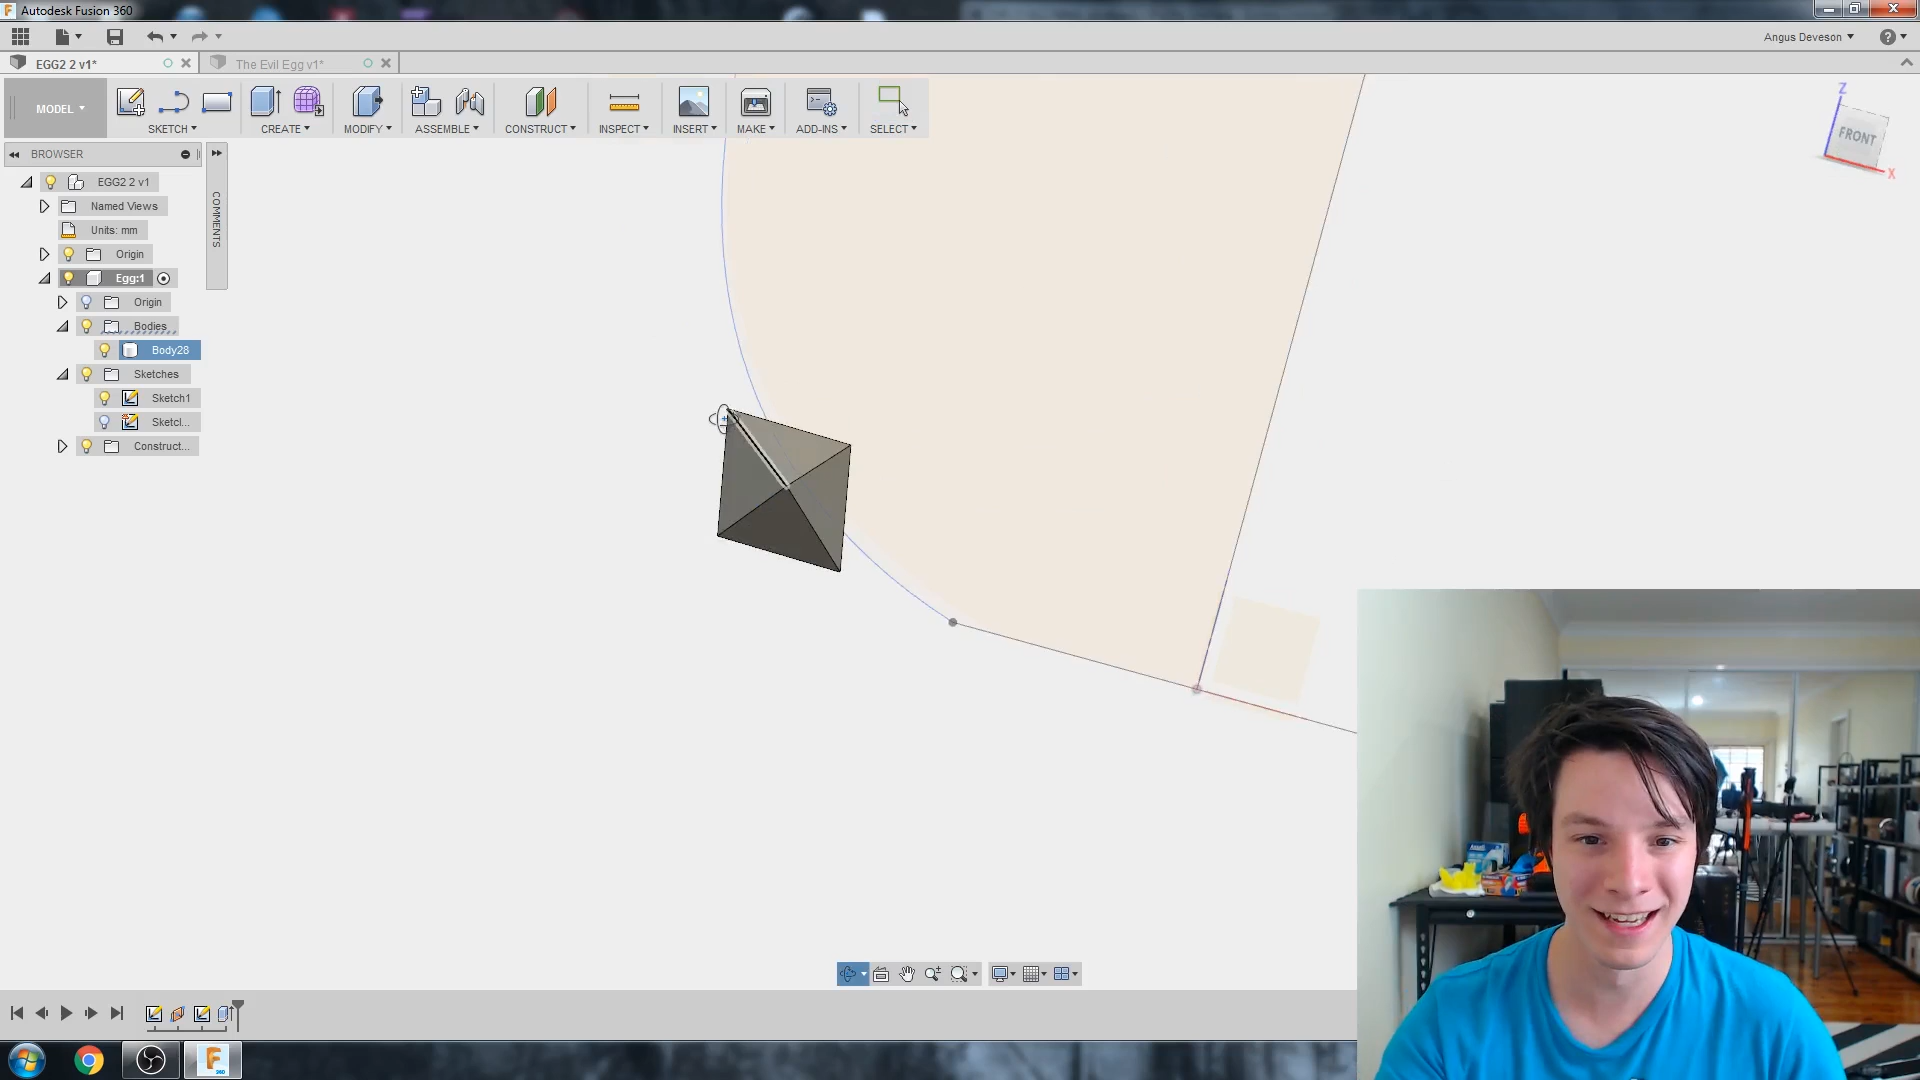 Autodesk Fusion 360
Angus Deveson
EGG2 2 v1*
The Evil Egg v1*
MODEL
SKETCH
CREATE
MODIFY
ASSEMBLE
CONSTRUCT
INSPECT
INSERT
MAKE
ADD-INS
SELECT
BROWSER
COMMENTS
EGG2 2 v1
Named Views
Units: mm
Origin
Egg:1
Origin
Bodies
Body28
Sketches
Sketch1
Sketcl...
Construct...
Z
FRONT
X
360